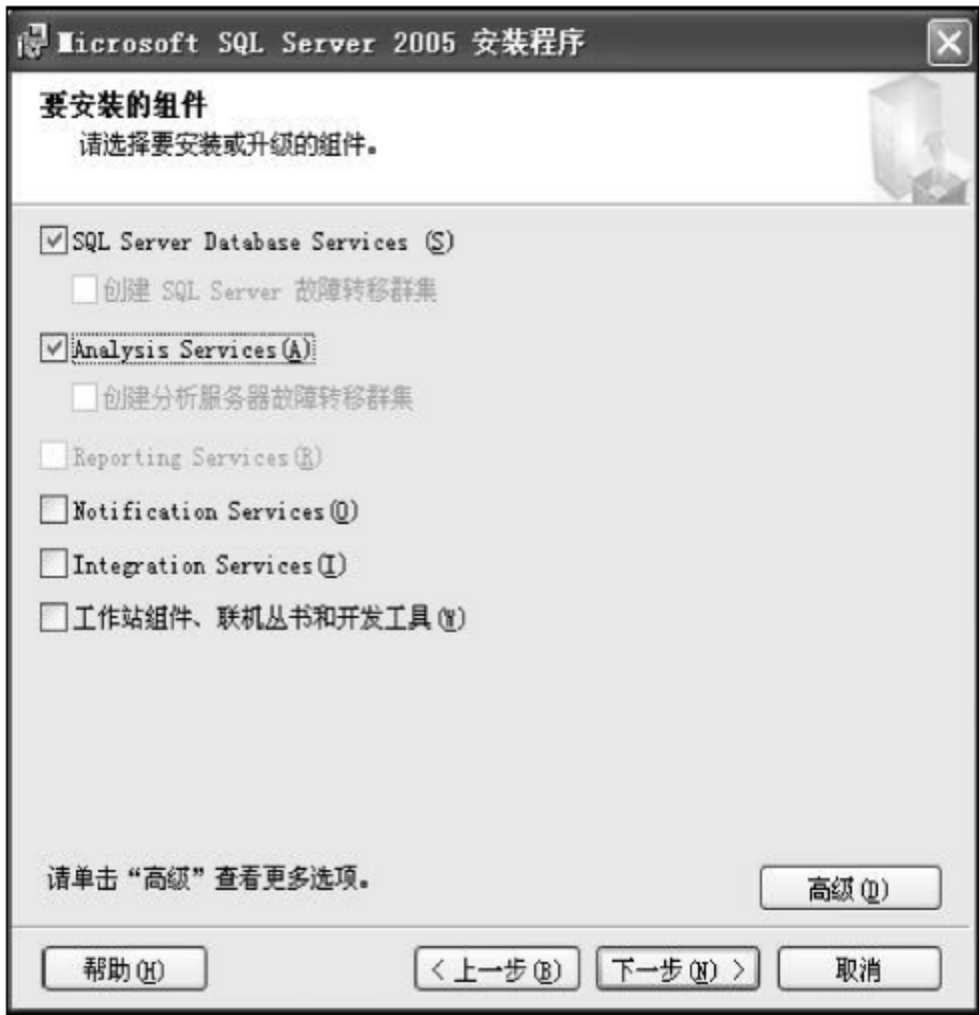 Microsoft SQL Server 2005 安装程序
要安装的组件
请选择要安装或升级的组件。
SQL Server Database Services (S)
创建 SQL Server 故障转移群集
Analysis Services(A)
创建分析服务器故障转移群集
Reporting Services(R)
Notification Services(O)
Integration Services(I)
工作站组件、联机丛书和开发工具(W)
请单击“高级”查看更多选项。
高级(D)
帮助(H)
< 上一步(B)
下一步(N) >
取消